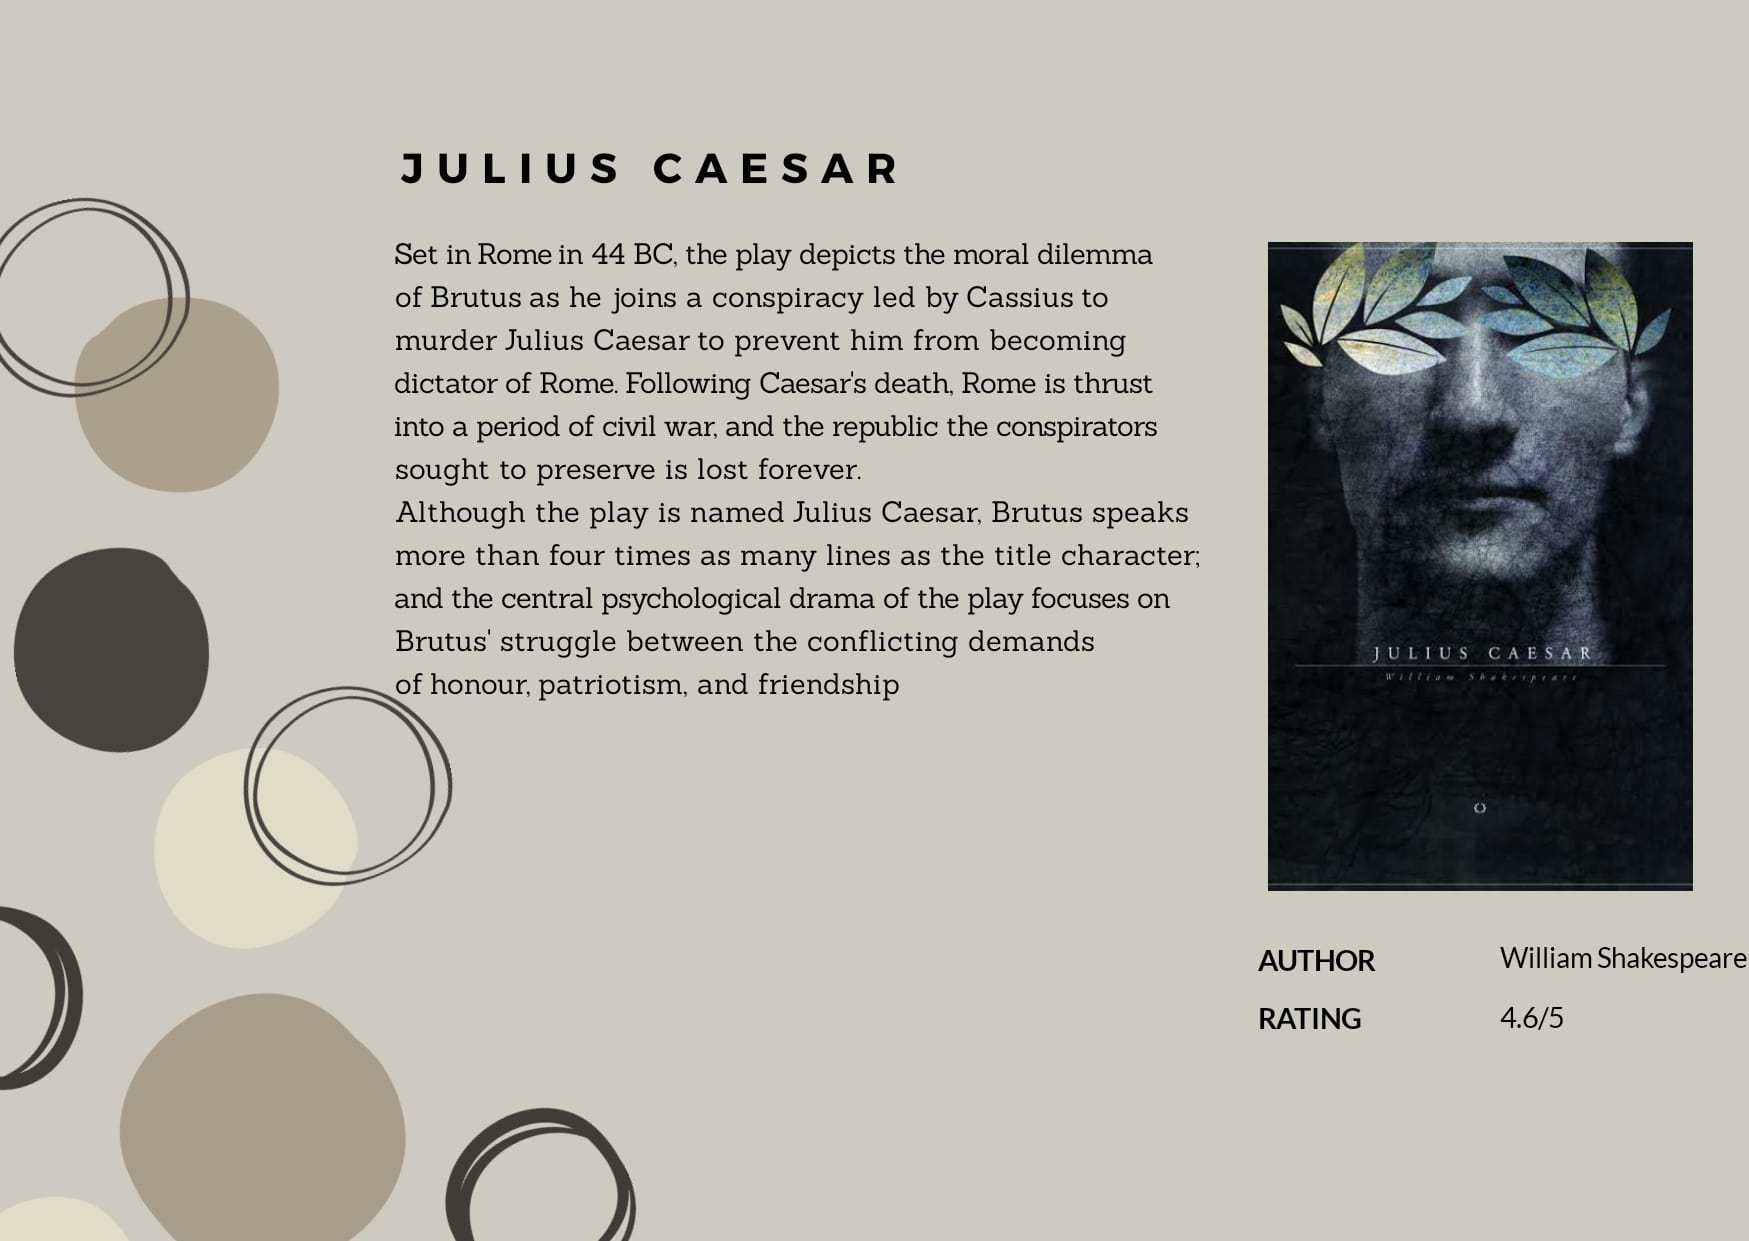 JULIUS CAESAR
Set in Rome in 44 BC, the play depicts the moral dilemma
of Brutus as he joins a conspiracy led by Cassius to
murder Julius Caesar to prevent him from becoming
dictator of Rome. Following Caesar's death, Rome is thrust
into a period of civil war, and the republic the conspirators
sought to preserve is lost forever.
Although the play is named Julius Caesar, Brutus speaks
more than four times as many lines as the title character;
and the central psychological drama of the play focuses on
Brutus' struggle between the conflicting demands
of honour, patriotism, and friendship
JULIUS CAESAR
William Shakespeare
AUTHOR William Shakespeare
RATING 4.6/5